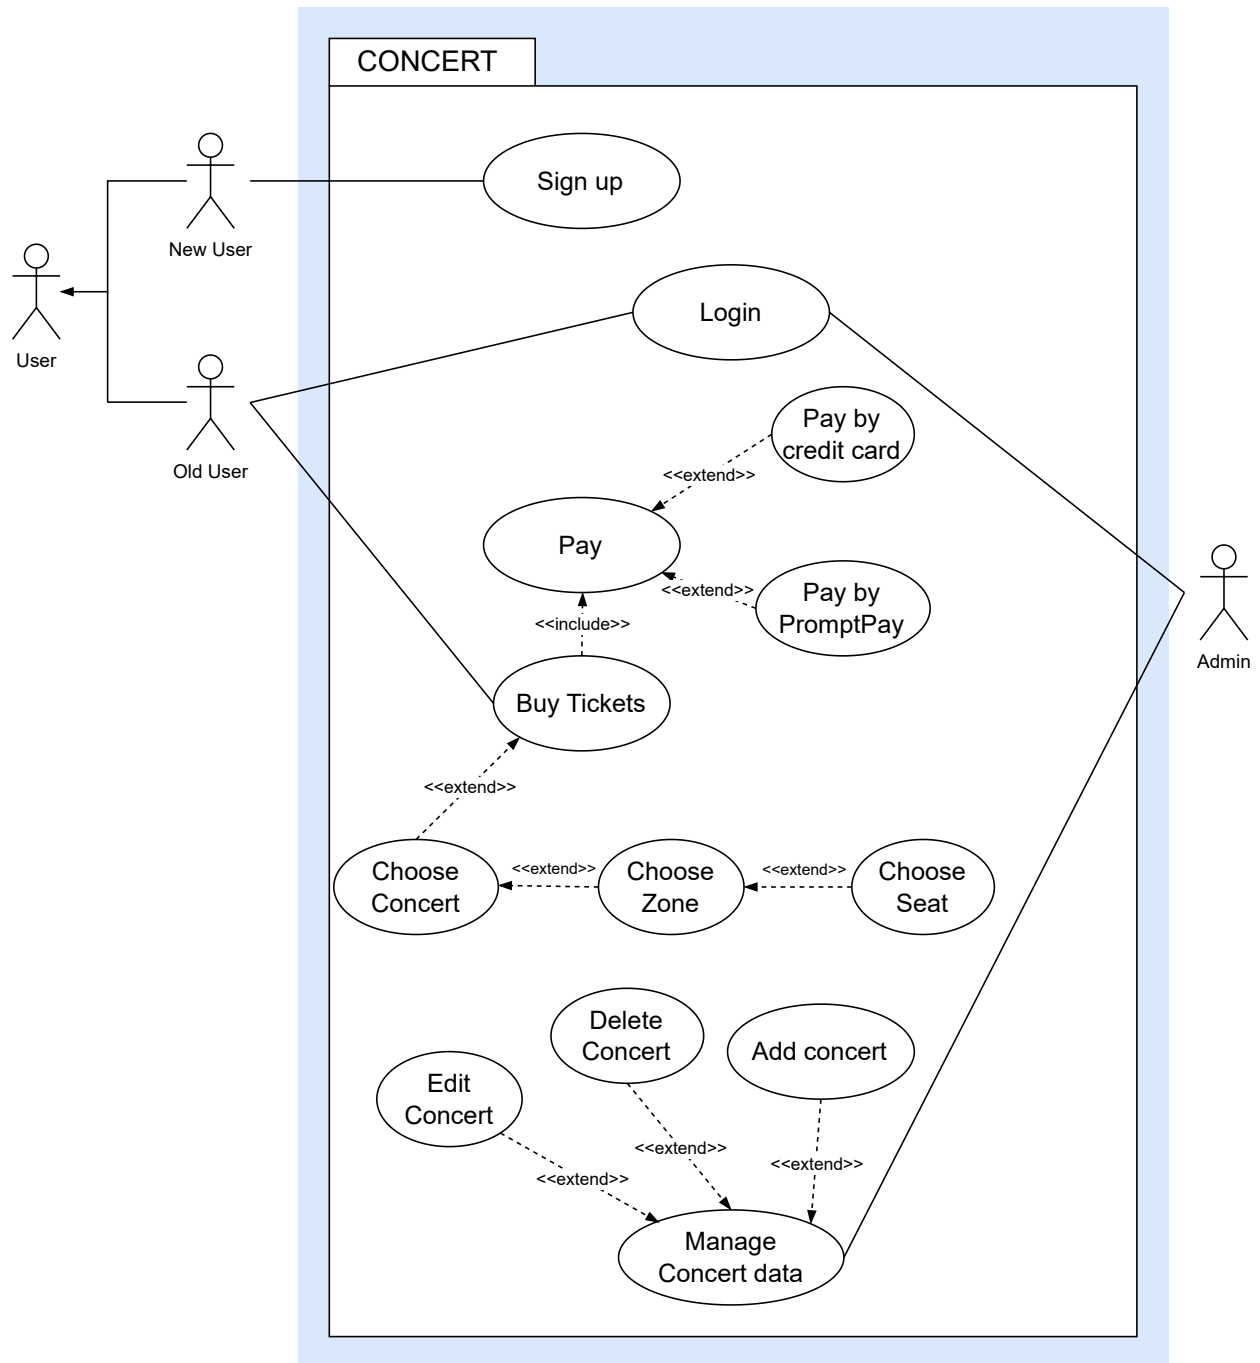 CONCERT
Sign up
New User
User
Login
Old User
Pay by
credit card
<<extend>>
Pay
<<extend>>
Pay by
PromptPay
<<include>>
Admin
Buy Tickets
<<extend>>
Choose
Concert
<<extend>>
Choose
Zone
<<extend>>
Choose
Seat
Delete
Concert
Add concert
Edit
Concert
<<extend>>
<<extend>>
<<extend>>
Manage
Concert data